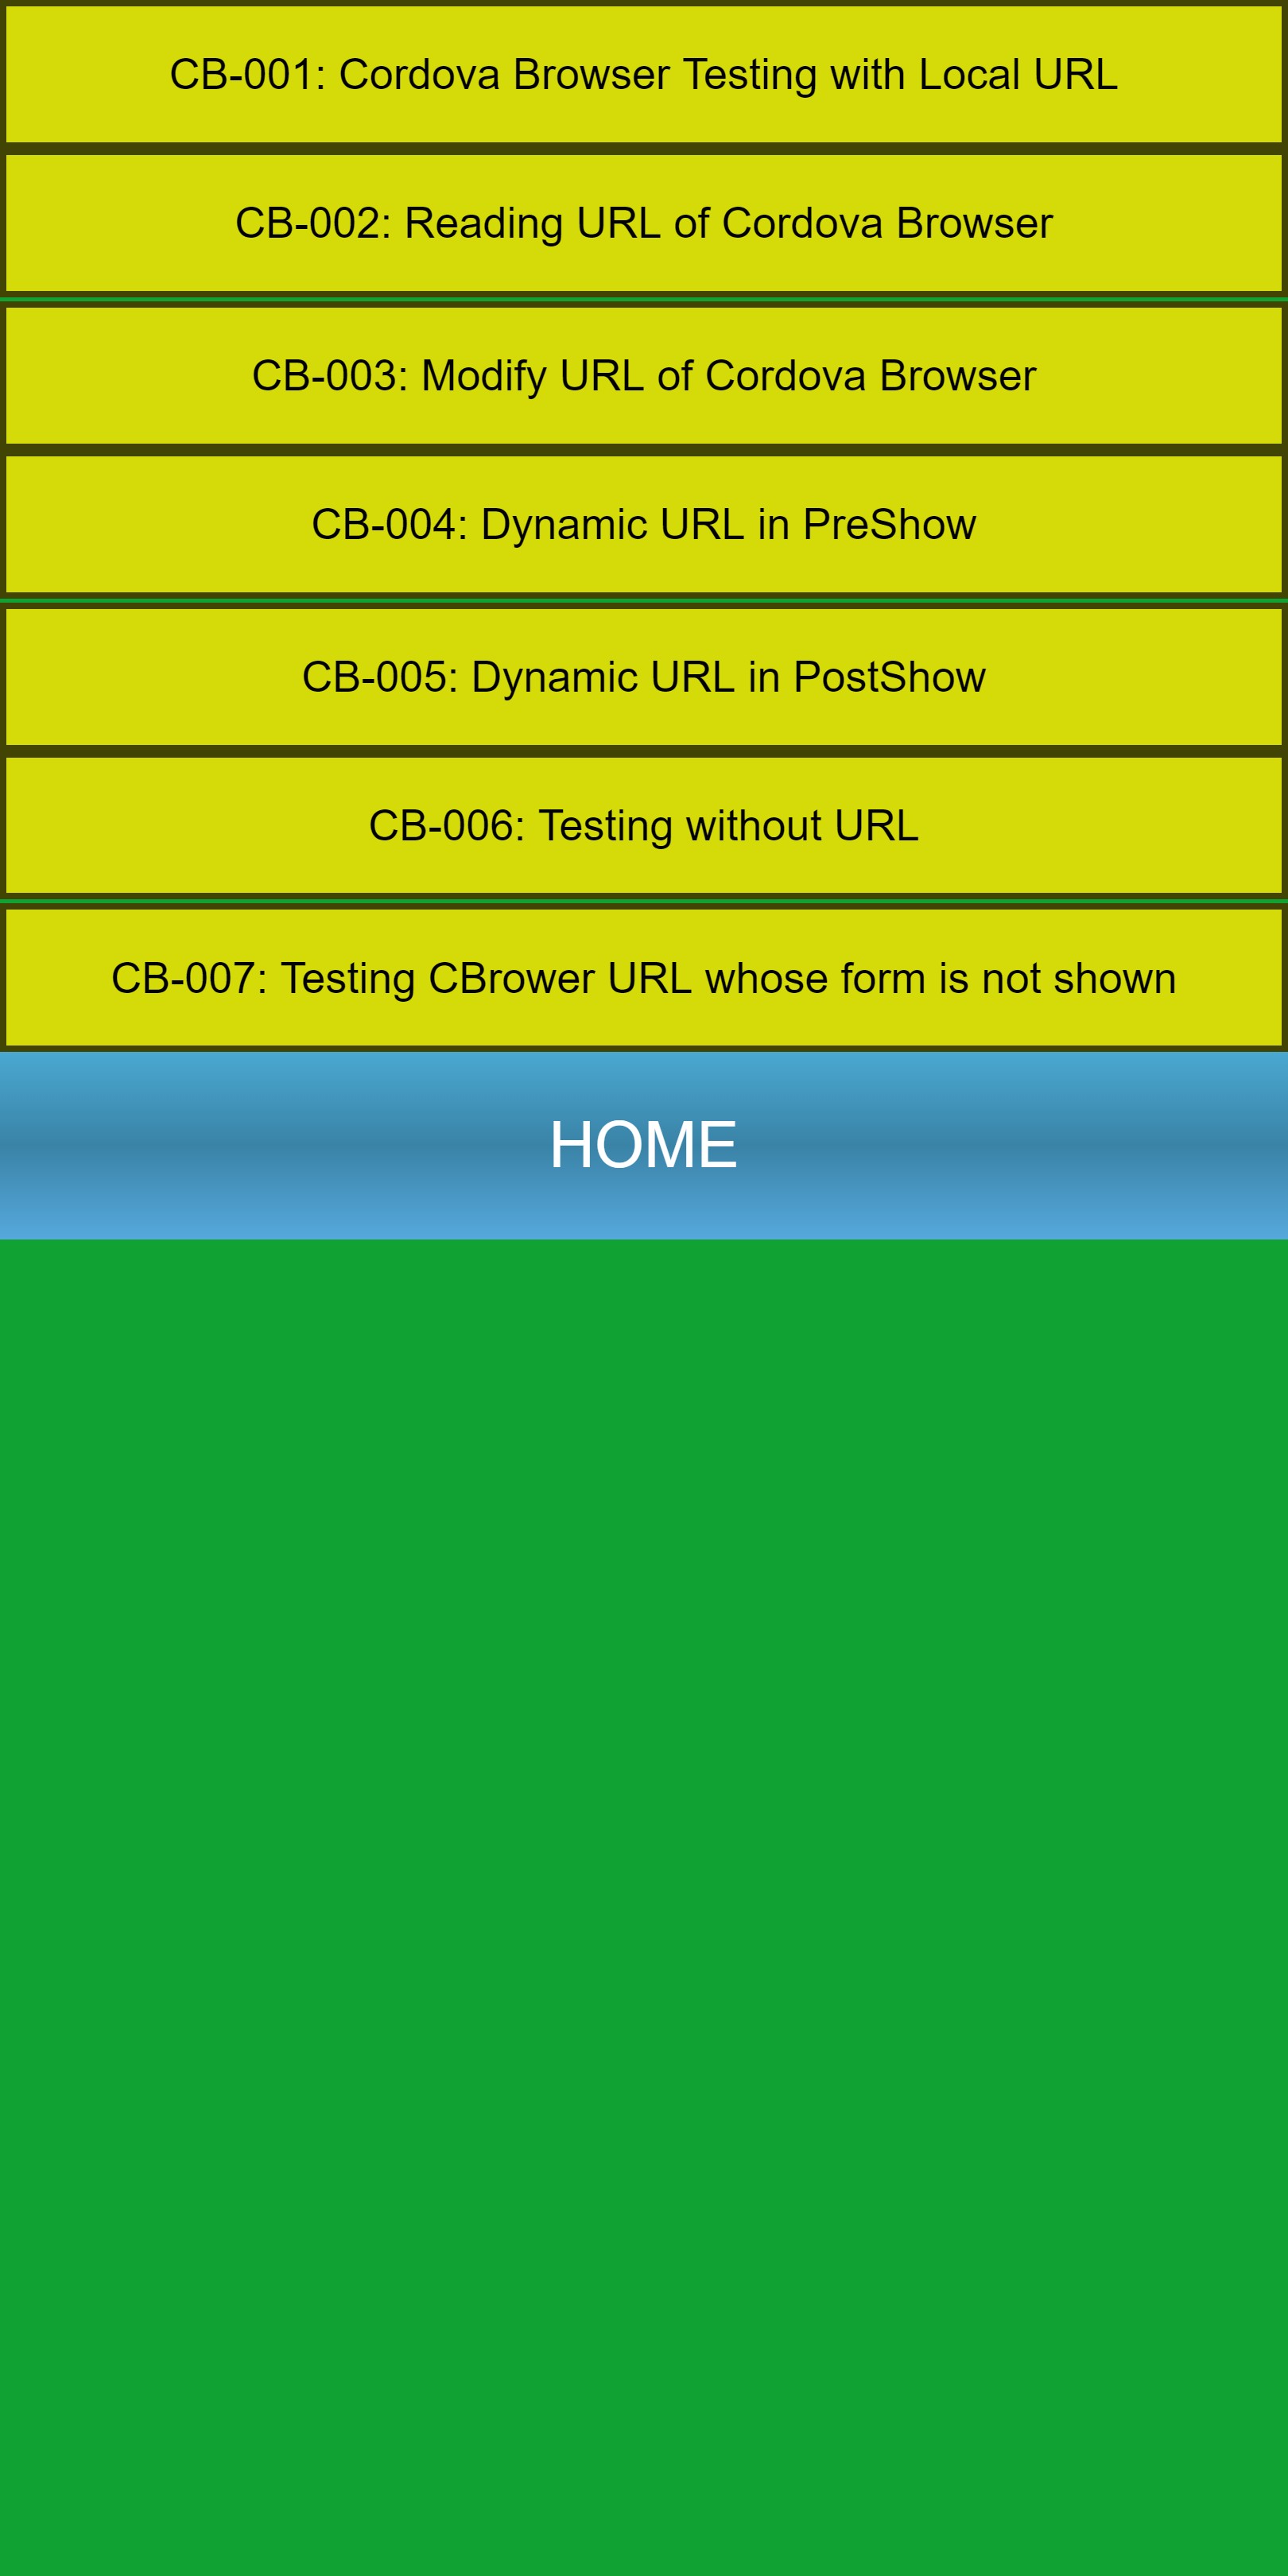 CB-001: Cordova Browser Testing with Local URL
CB-002: Reading URL of Cordova Browser
CB-003: Modify URL of Cordova Browser
CB-004: Dynamic URL in PreShow
CB-005: Dynamic URL in PostShow
CB-006: Testing without URL
CB-007: Testing CBrower URL whose form is not shown
HOME